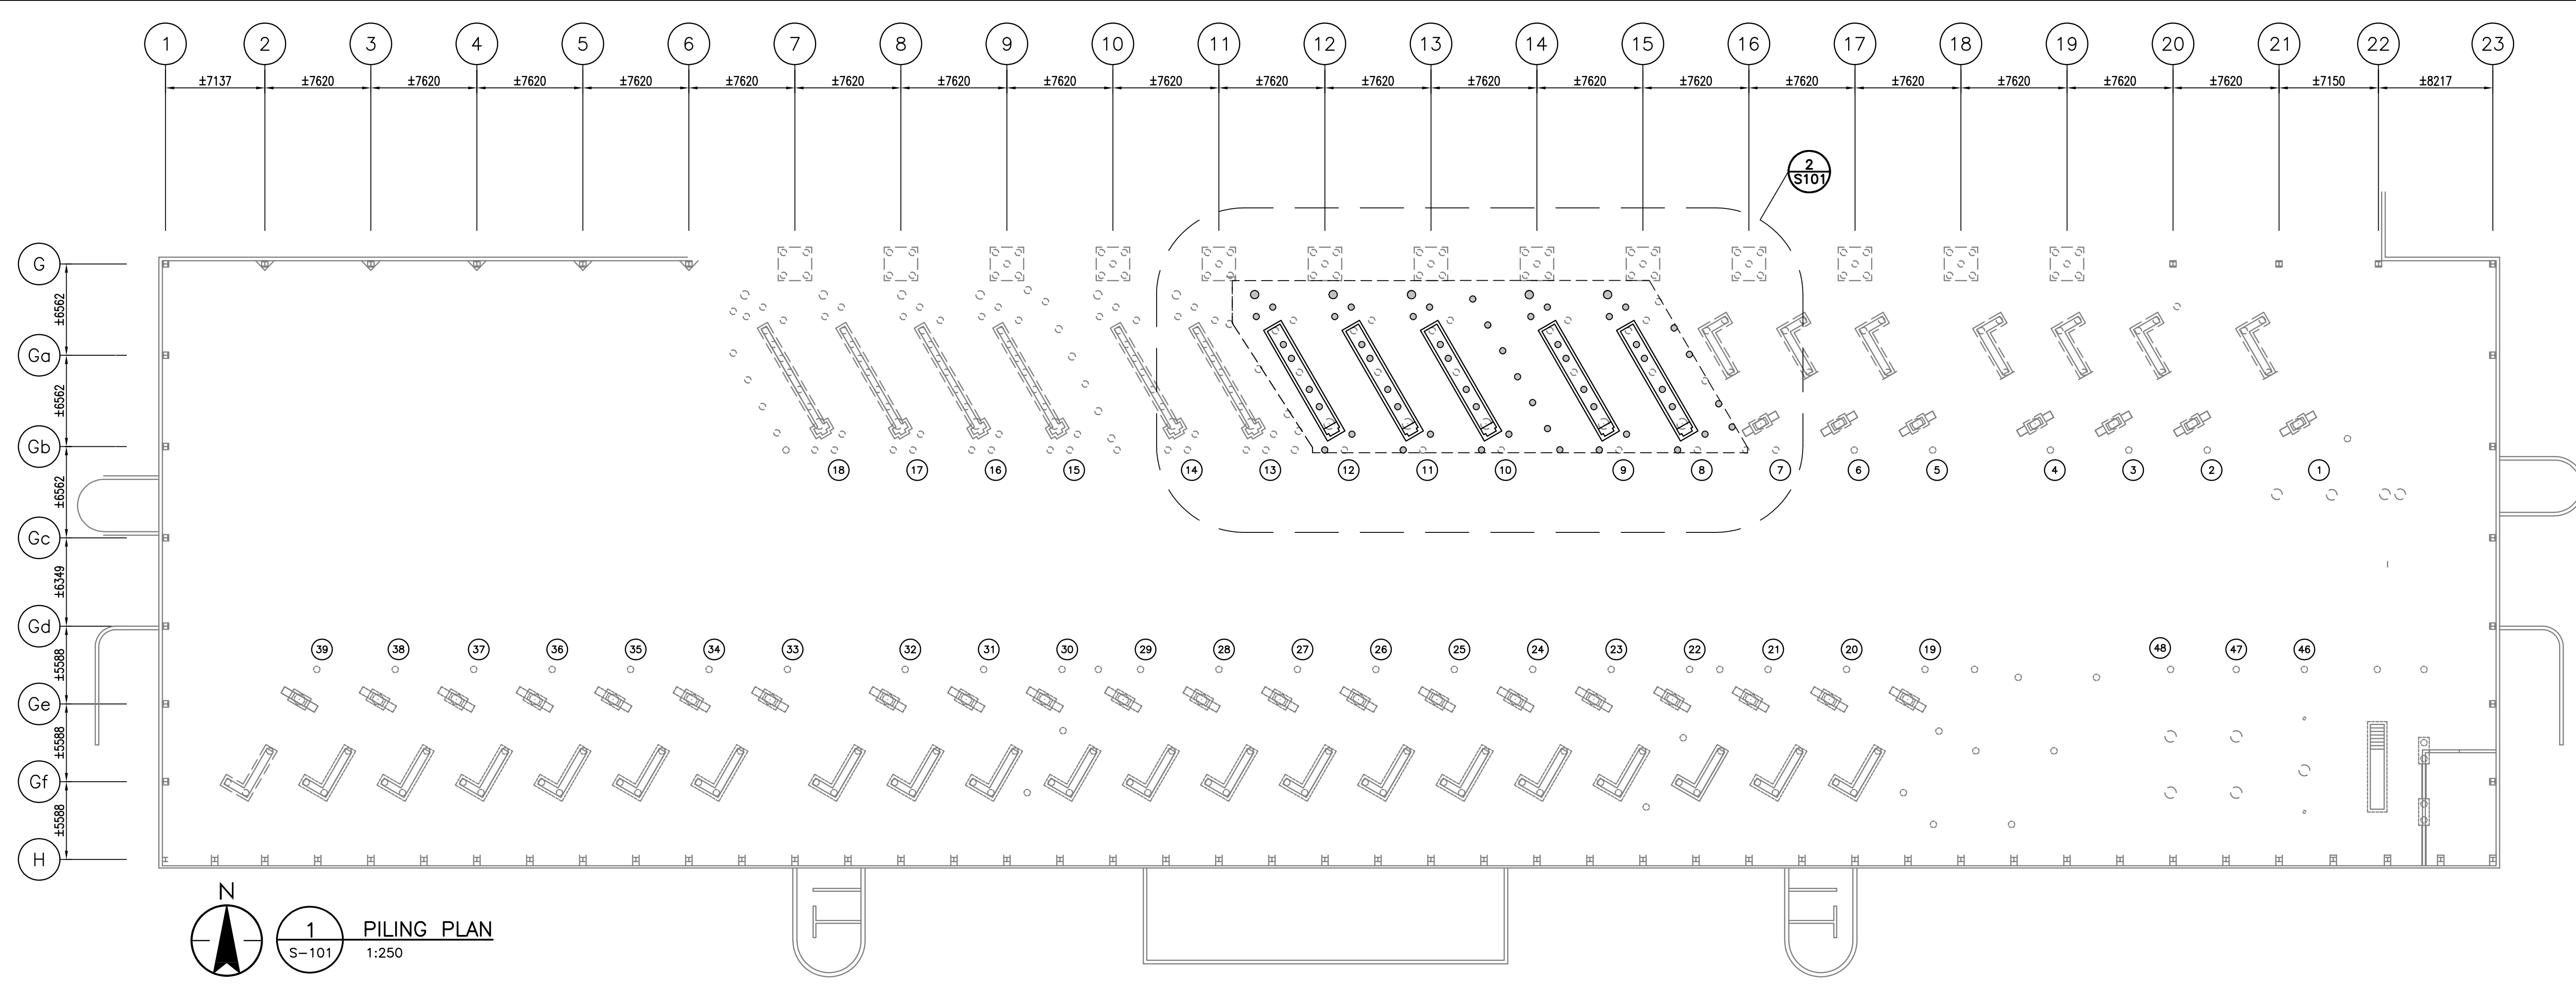 1 2 3 4 5 6 7 8 9 10 11 12 13 14 15 16 17 18 19 20 21 22 23
±7137 ±7620 ±7620 ±7620 ±7620 ±7620 ±7620 ±7620 ±7620 ±7620 ±7620 ±7620 ±7620 ±7620 ±7620 ±7620 ±7620 ±7620 ±7620 ±7620 ±7150 ±8217
2
S101
G
±6562
Ga
±6562
Gb
18 17 16 15 14 13 12 11 10 9 8 7 6 5 4 3 2 1
±6562
Gc
±6349
Gd
39 38 37 36 35 34 33 32 31 30 29 28 27 26 25 24 23 22 21 20 19 48 47 46
±5588
Ge
±5588
Gf
±5588
H
N
1 PILING PLAN
S-101 1:250